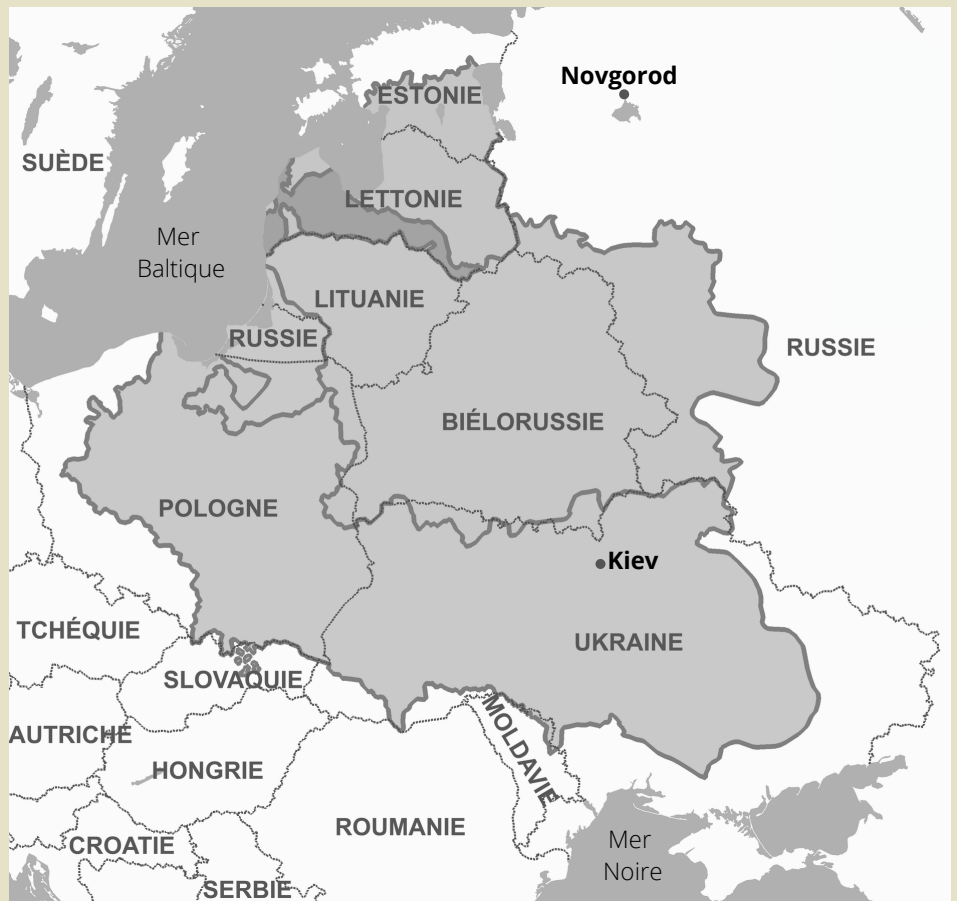 Novgorod
ESTONIE
SUÈDE
LETTONIE
Mer
Baltique
LITUANIE
RUSSIE
RUSSIE
BIÉLORUSSIE
POLOGNE
Kiev
TCHÉQUIE
UKRAINE
SLOVAQUIE
MOLDAVIE
AUTRICHE
HONGRIE
ROUMANIE
CROATIE
Mer
Noire
SERBIE